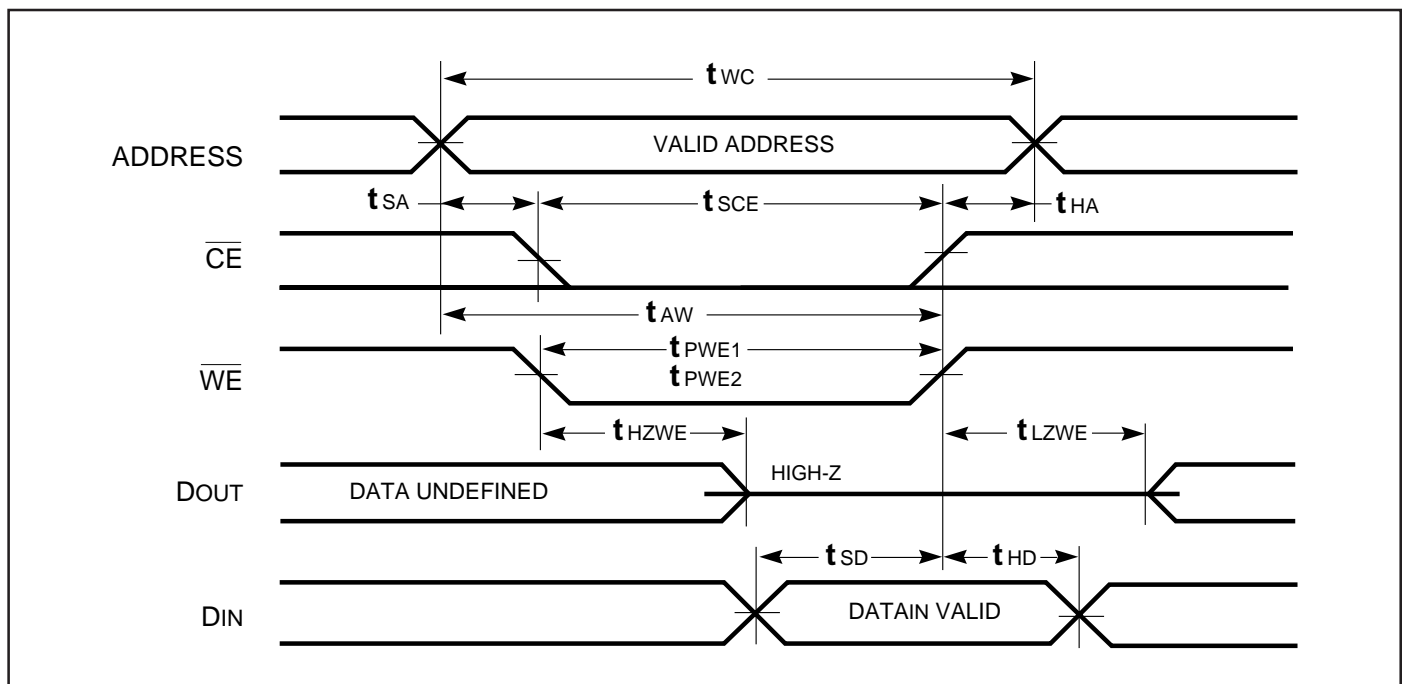 tWC
ADDRESS
VALID ADDRESS
tSA
tSCE
tHA
CE
tAW
tPWE1
WE
tPWE2
tHZWE
tLZWE
HIGH-Z
DOUT
DATA UNDEFINED
tSD
tHD
DIN
DATAIN VALID